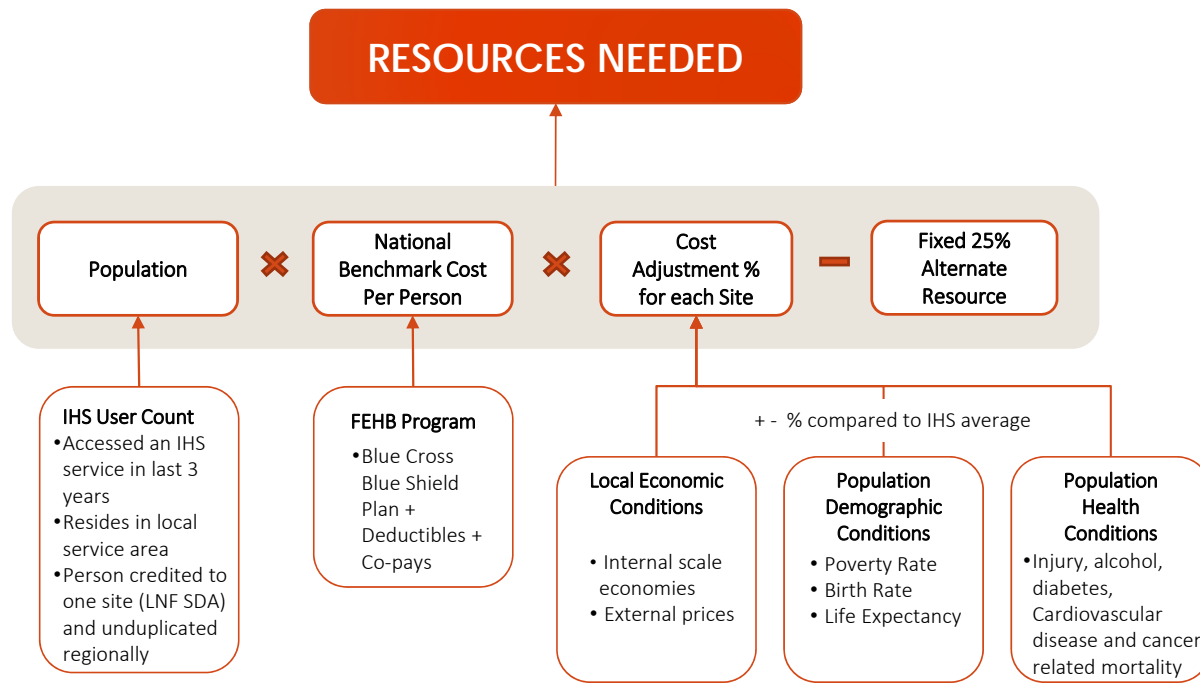 RESOURCES NEEDED
Population
National
Benchmark Cost
Per Person
Cost
Adjustment %
for each Site
Fixed 25%
Alternate
Resource
IHS User Count
•Accessed an IHS
service in last 3
years
•Resides in local
service area
•Person credited to
one site (LNF SDA)
and unduplicated
regionally
FEHB Program
•Blue Cross
Blue Shield
Plan +
Deductibles +
Co-pays
+ - % compared to IHS average
Local Economic
Conditions
• Internal scale
economies
• External prices
Population
Demographic
Conditions
• Poverty Rate
• Birth Rate
• Life Expectancy
Population
Health
Conditions
•Injury, alcohol,
diabetes,
Cardiovascular
disease and cancer
related mortality